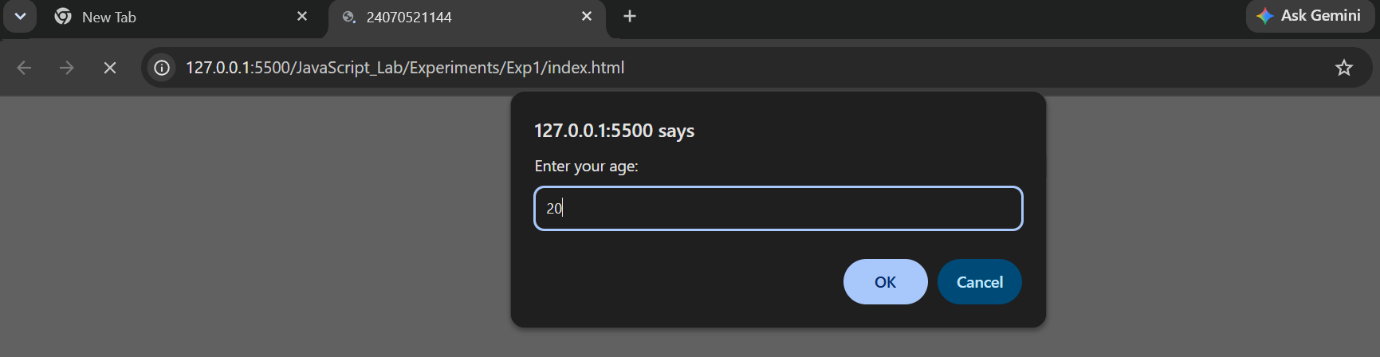 New Tab
24070521144
Ask Gemini
127.0.0.1:5500/JavaScript_Lab/Experiments/Exp1/index.html
127.0.0.1:5500 says
Enter your age:
20
OK Cancel